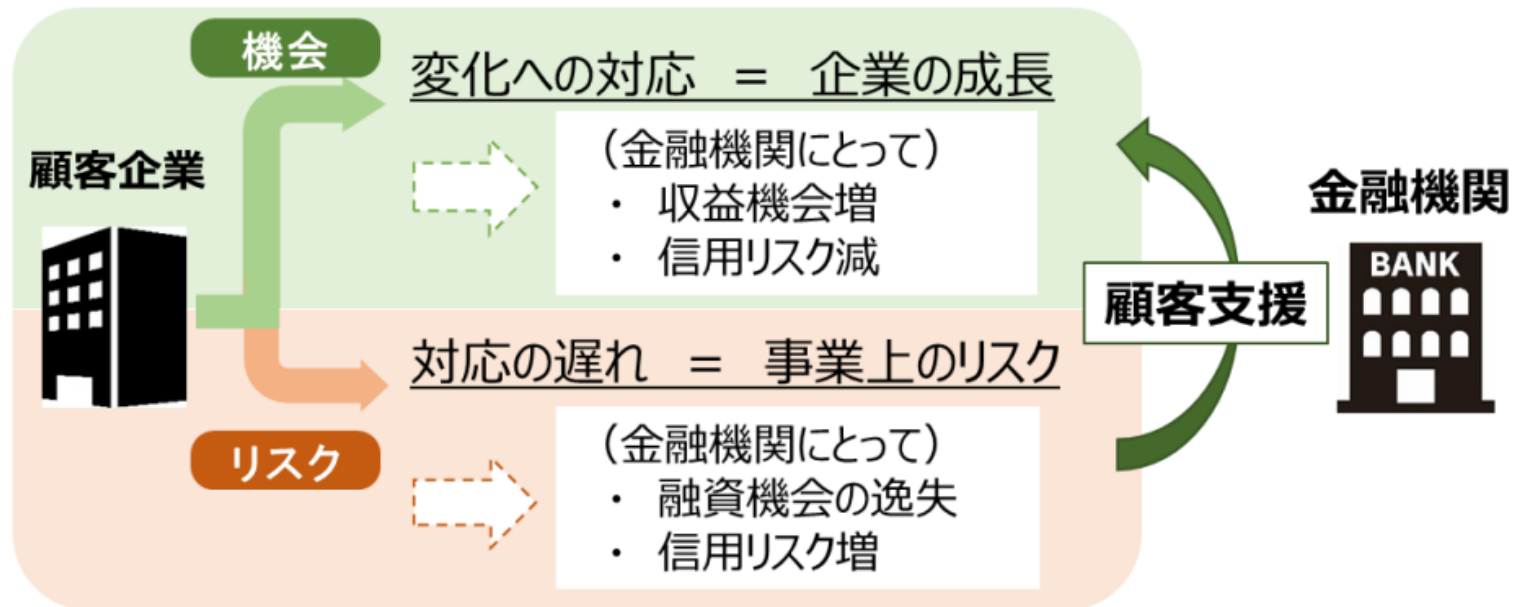 機会
変化への対応 = 企業の成長
顧客企業
(金融機関にとって)
・ 収益機会増
・ 信用リスク減
金融機関
BANK
顧客支援
対応の遅れ = 事業上のリスク
リスク
(金融機関にとって)
・ 融資機会の逸失
・ 信用リスク増